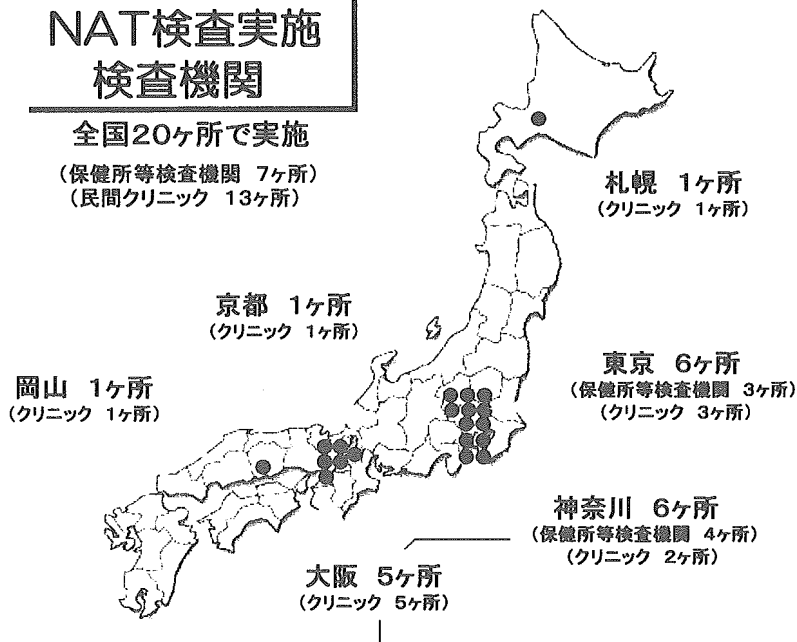 NAT検査実施
検査機関
全国20ヶ所で実施
(保健所等検査機関 7ヶ所)
(民間クリニック 13ヶ所)
札幌 1ヶ所
(クリニック 1ヶ所)
京都 1ヶ所
(クリニック 1ヶ所)
東京 6ヶ所
(保健所等検査機関 3ヶ所)
(クリニック 3ヶ所)
岡山 1ヶ所
(クリニック 1ヶ所)
神奈川 6ヶ所
(保健所等検査機関 4ヶ所)
(クリニック 2ヶ所)
大阪 5ヶ所
(クリニック 5ヶ所)